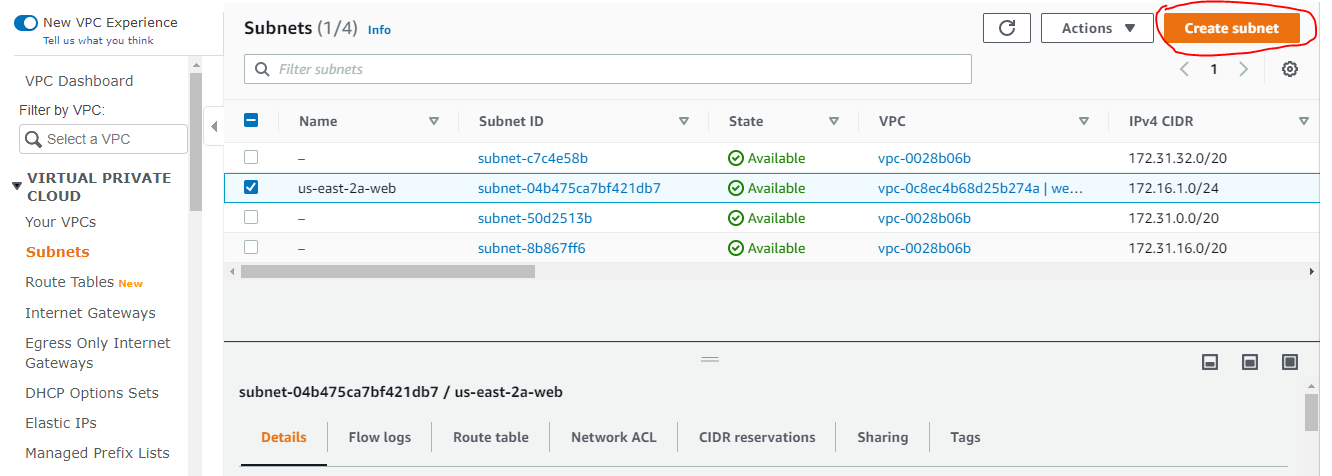 New VPC Experience
Tell us what you think
VPC Dashboard
Filter by VPC:
Select a VPC
VIRTUAL PRIVATE
CLOUD
Your VPCs
Subnets
Route Tables New
Internet Gateways
Egress Only Internet
Gateways
DHCP Options Sets
Elastic IPs
Managed Prefix Lists
Subnets (1/4) Info
Actions
Create subnet
Filter subnets
1
Name Subnet ID State VPC IPv4 CIDR
– subnet-c7c4e58b Available vpc-0028b06b 172.31.32.0/20
us-east-2a-web subnet-04b475ca7bf421db7 Available vpc-0c8ec4b68d25b274a | we... 172.16.1.0/24
– subnet-50d2513b Available vpc-0028b06b 172.31.0.0/20
– subnet-8b867ff6 Available vpc-0028b06b 172.31.16.0/20
subnet-04b475ca7bf421db7 / us-east-2a-web
Details Flow logs Route table Network ACL CIDR reservations Sharing Tags